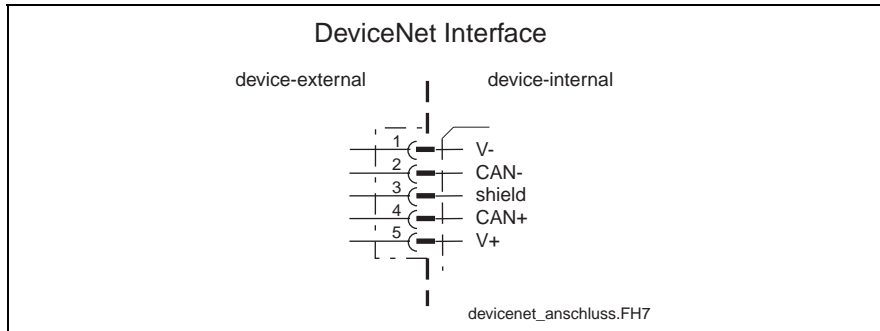 DeviceNet Interface
device-external device-internal
1 V-
2 CAN-
3 shield
4 CAN+
5 V+
devicenet_anschluss.FH7